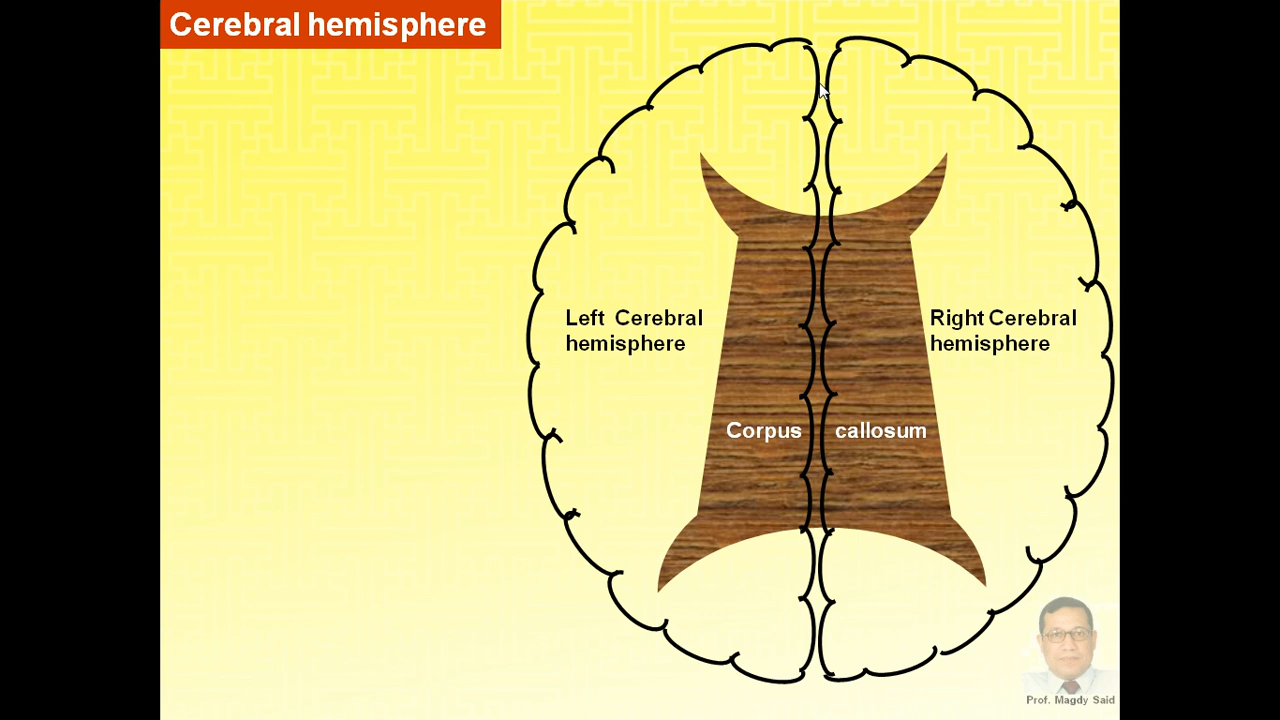 Cerebral hemisphere
Left Cerebral
hemisphere
Right Cerebral
hemisphere
Corpus callosum
Prof. Magdy Said